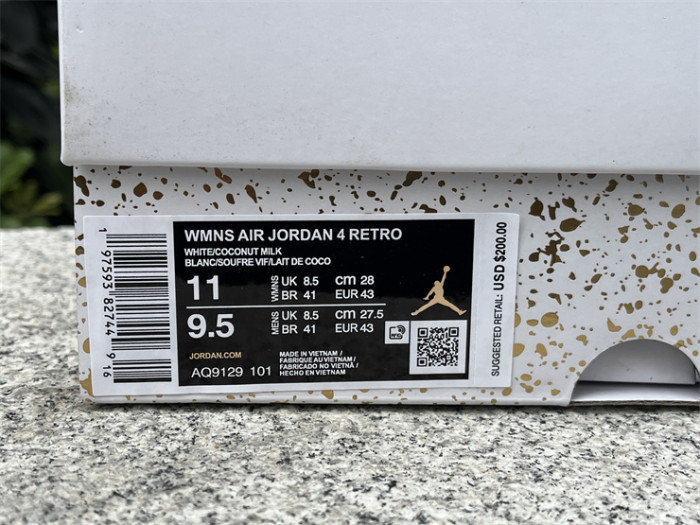 WMNS AIR JORDAN 4 RETRO
WHITE/COCONUT MILK
BLANC/SOUFRE VIF/LAIT DE COCO
11 WMNS UK 8.5 cm 28
BR 41 EUR 43
9.5 MENS UK 8.5 cm 27.5
BR 41 EUR 43
JORDAN.COM
AQ9129 101
MADE IN VIETNAM /
FABRIQUE AU VIETNAM /
FABRICADO NO VIETNÃ /
HECHO EN VIETNAM
1 97593 82744 9 16
SUGGESTED RETAIL: USD $200.00